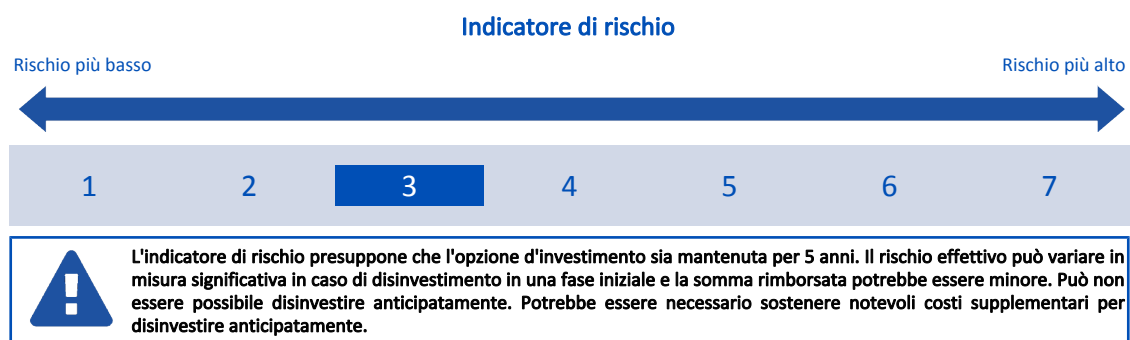 Indicatore di rischio
Rischio più basso
Rischio più alto
1 2 3 4 5 6 7
L'indicatore di rischio presuppone che l'opzione d'investimento sia mantenuta per 5 anni. Il rischio effettivo può variare in
misura significativa in caso di disinvestimento in una fase iniziale e la somma rimborsata potrebbe essere minore. Può non
essere possibile disinvestire anticipatamente. Potrebbe essere necessario sostenere notevoli costi supplementari per
disinvestire anticipatamente.